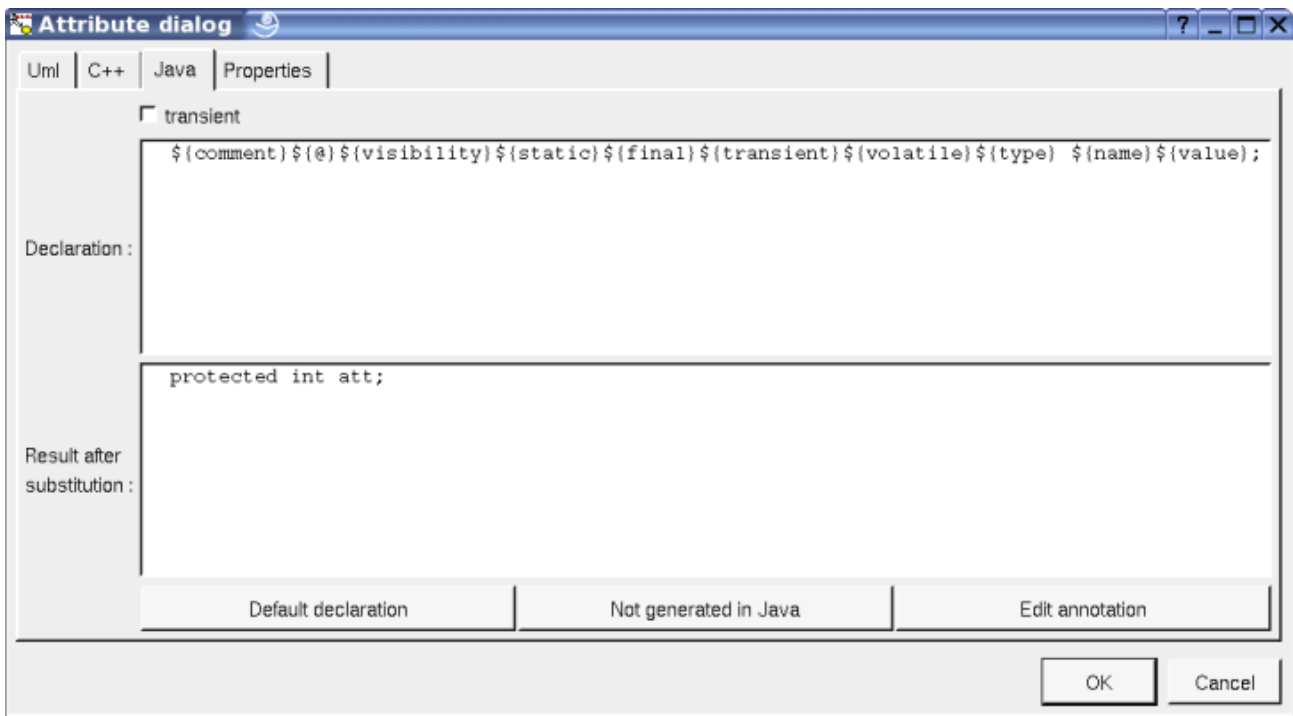 Attribute dialog
Uml C++ Java Properties
transient
${comment}${@}${visibility}${static}${final}${transient}${volatile}${type} ${name}${value};
Declaration :
protected int att;
Result after
substitution :
Default declaration Not generated in Java Edit annotation
OK Cancel